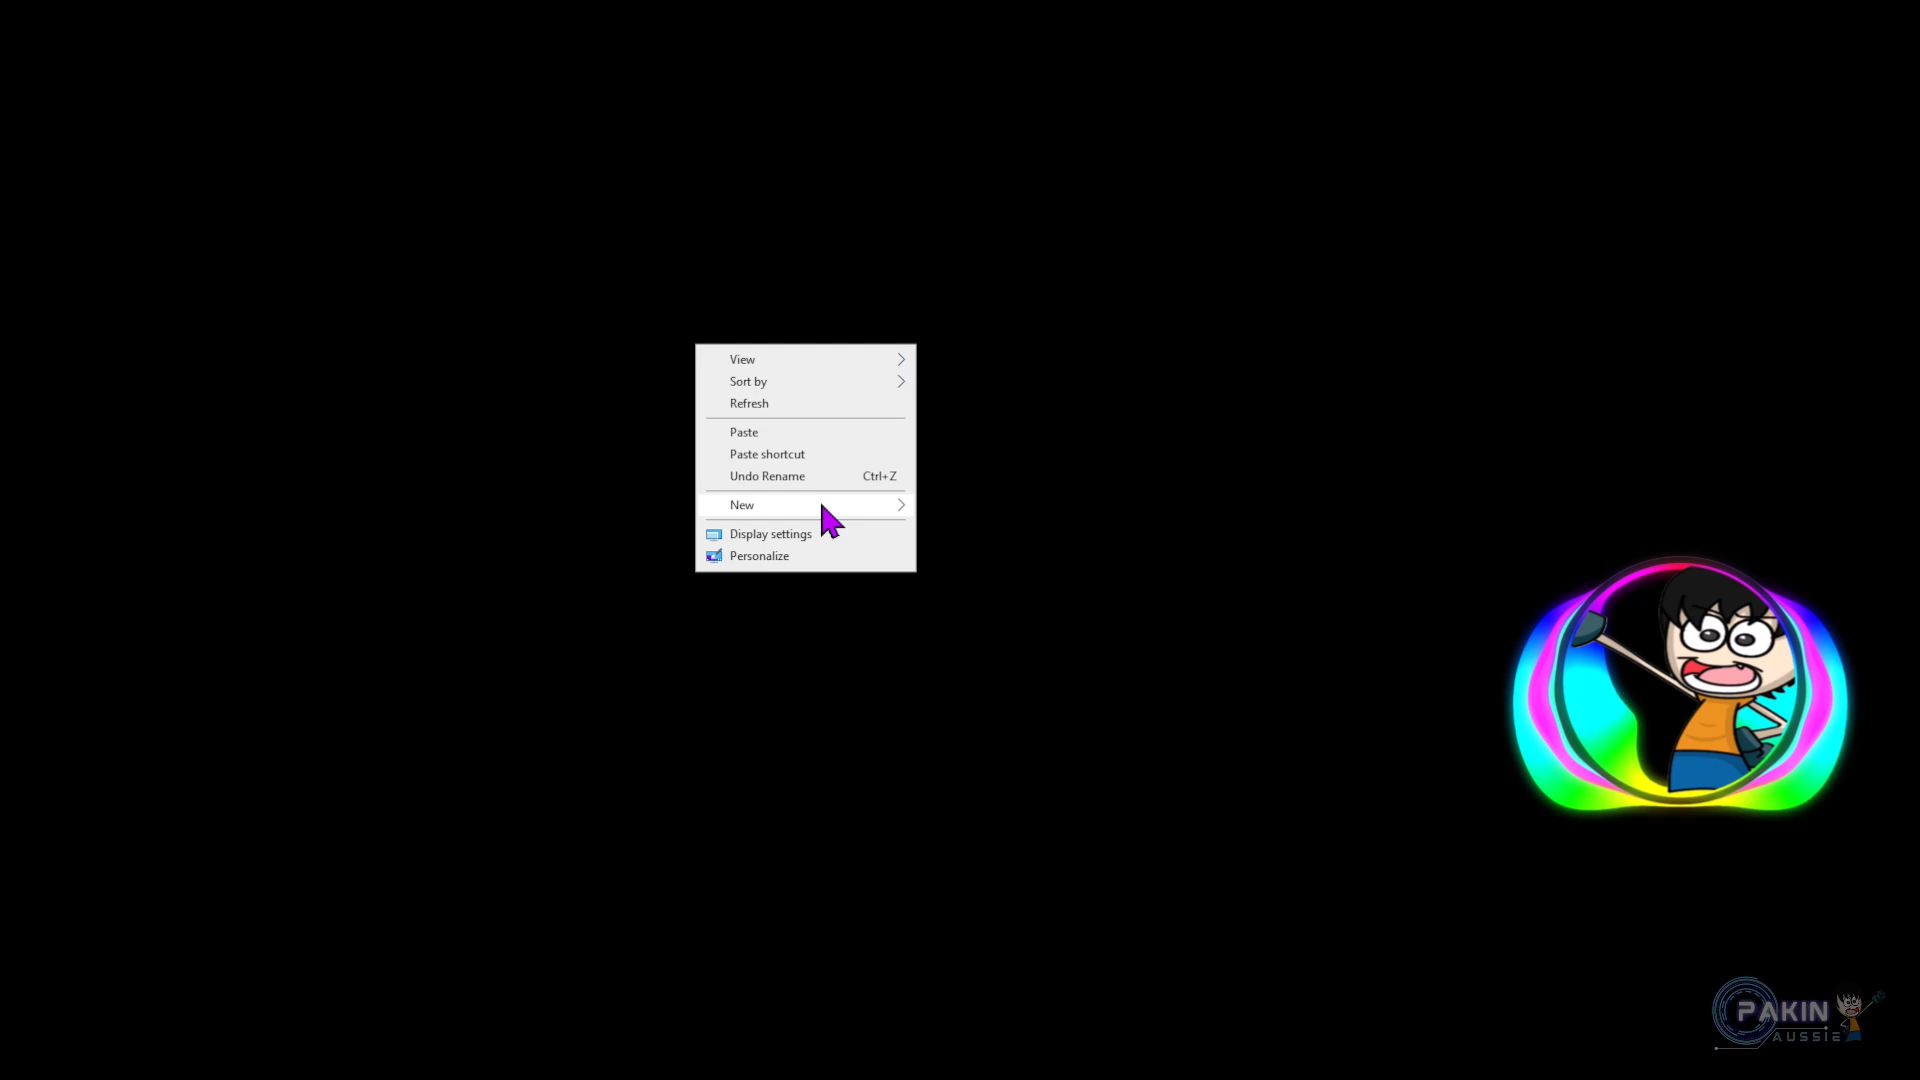 View
Sort by
Refresh
Paste
Paste shortcut
Undo Rename Ctrl+Z
New
Display settings
Personalize
PAKIN
AUSSIE